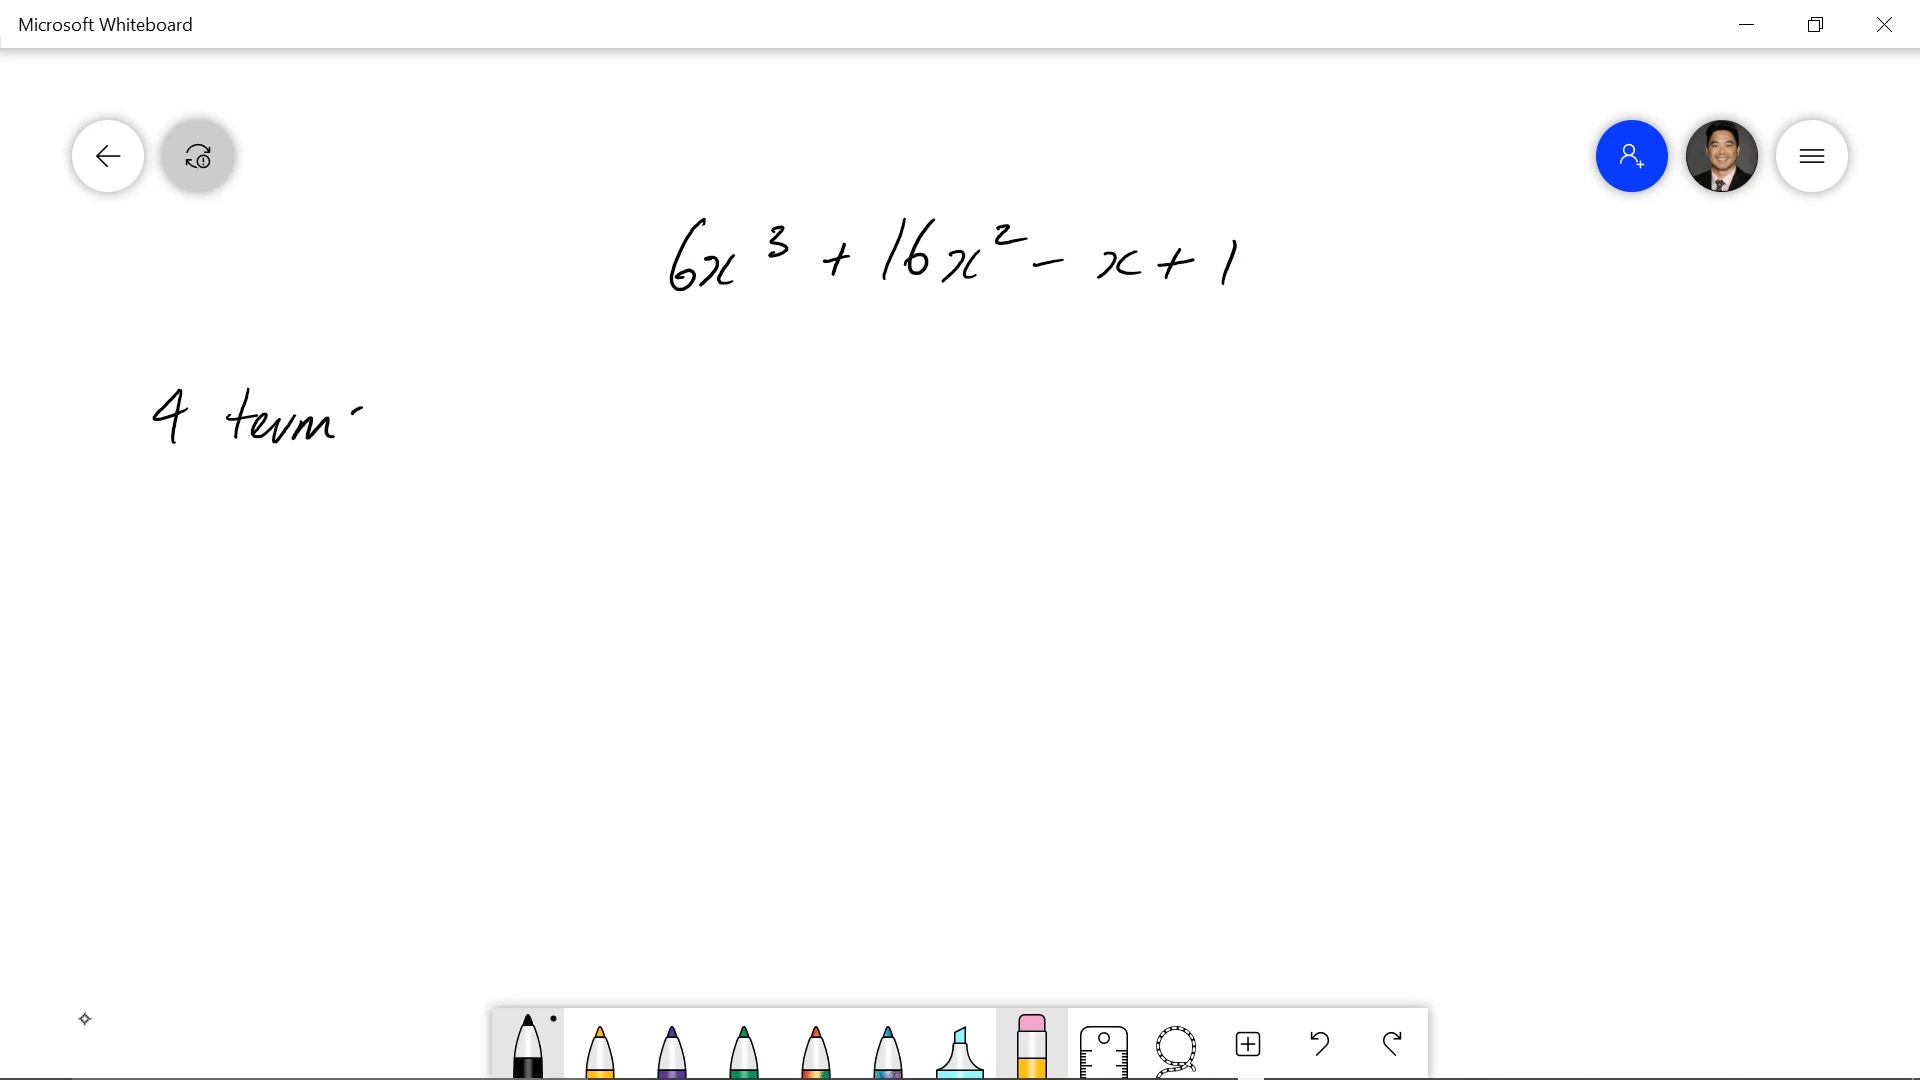 Microsoft Whiteboard
6x³ + 16x² - x + 1
4 term